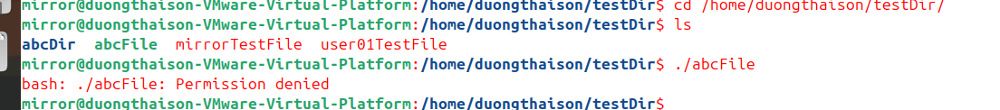 mirror@duongthaison-VMware-Virtual-Platform:/home/duongthaison/testDir$ cd /home/duongthaison/testDir/
mirror@duongthaison-VMware-Virtual-Platform:/home/duongthaison/testDir$ ls
abcDir  abcFile  mirrorTestFile  user01TestFile
mirror@duongthaison-VMware-Virtual-Platform:/home/duongthaison/testDir$ ./abcFile
bash: ./abcFile: Permission denied
mirror@duongthaison-VMware-Virtual-Platform:/home/duongthaison/testDir$